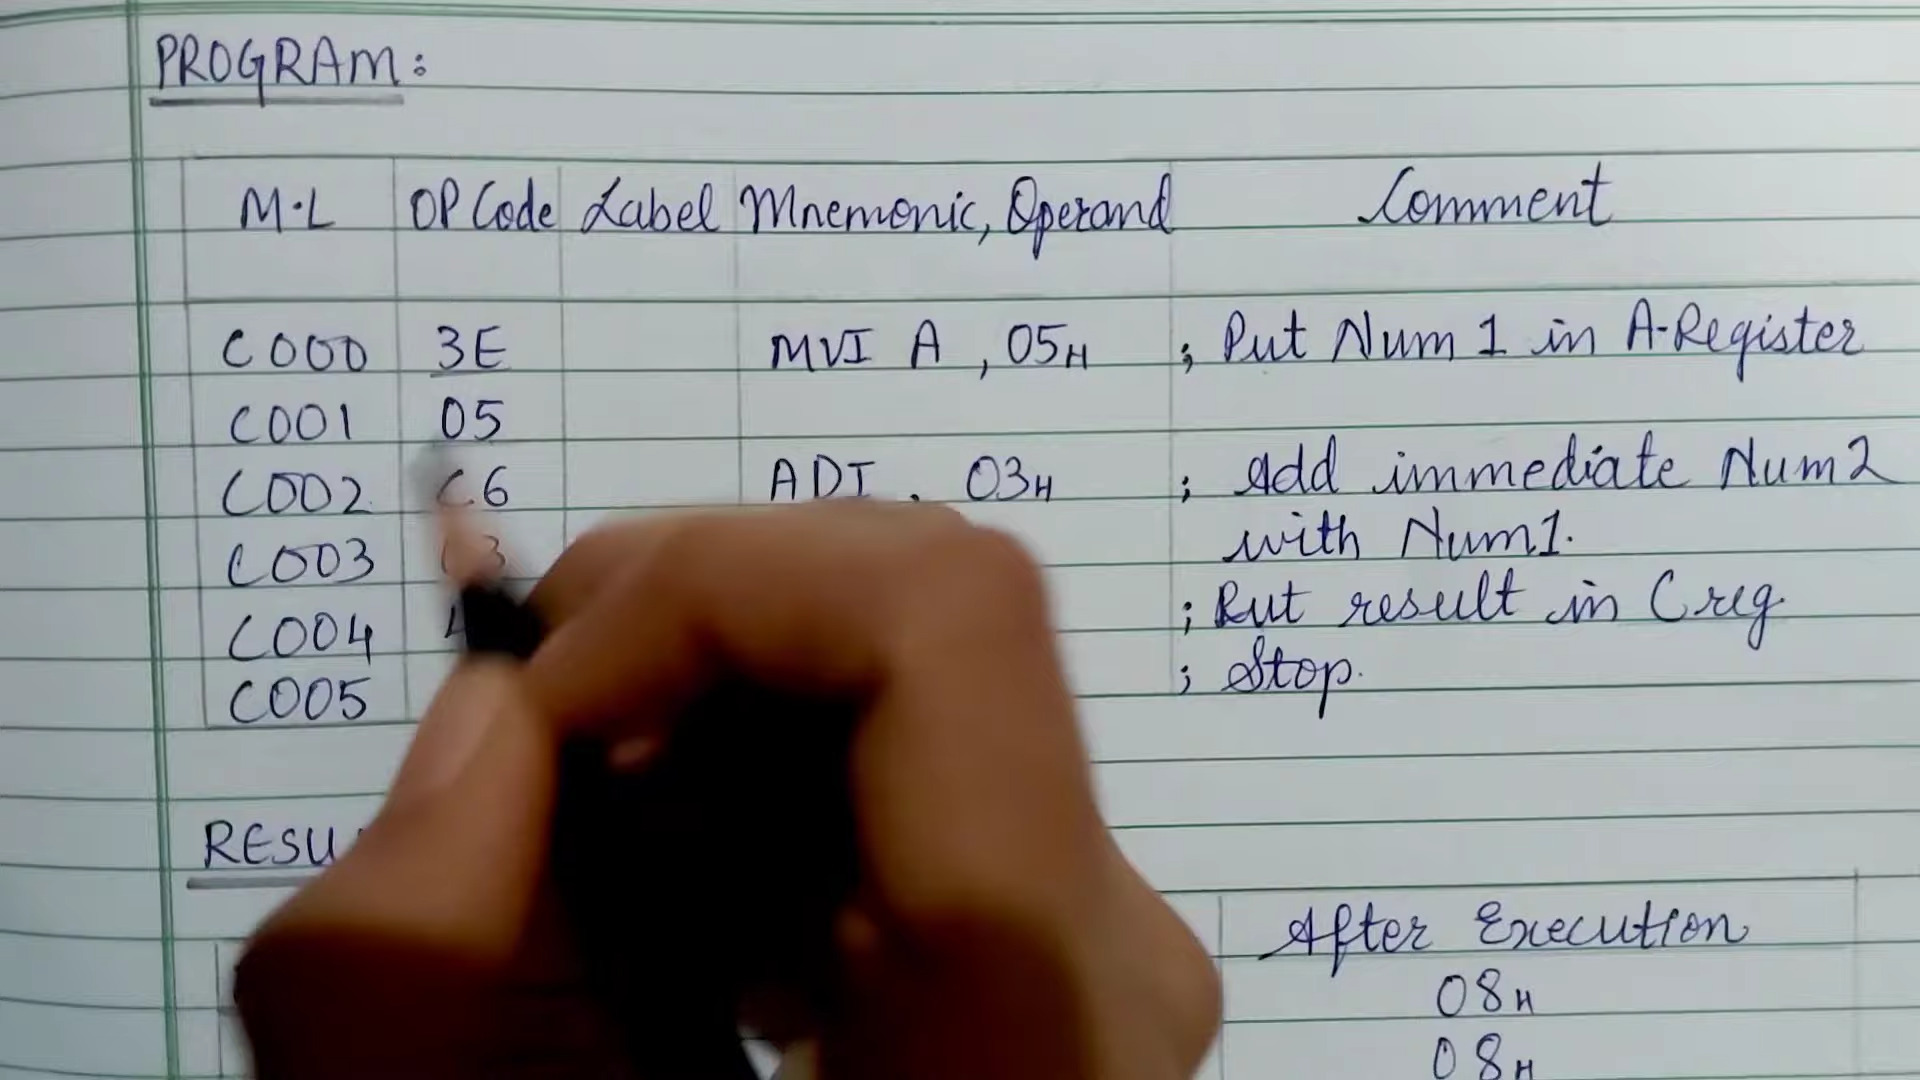 PROGRAM:
M.L OP Code Label Mnemonic, Operand Comment
C000 3E MVI A , 05H ; Put Num 1 in A-Register
C001 05
C002 C6 ADI . 03H ; Add immediate Num2
C003 with Num1.
C004 ; Put result in C reg
C005 ; Stop.
RESU
After Execution
08H
08H